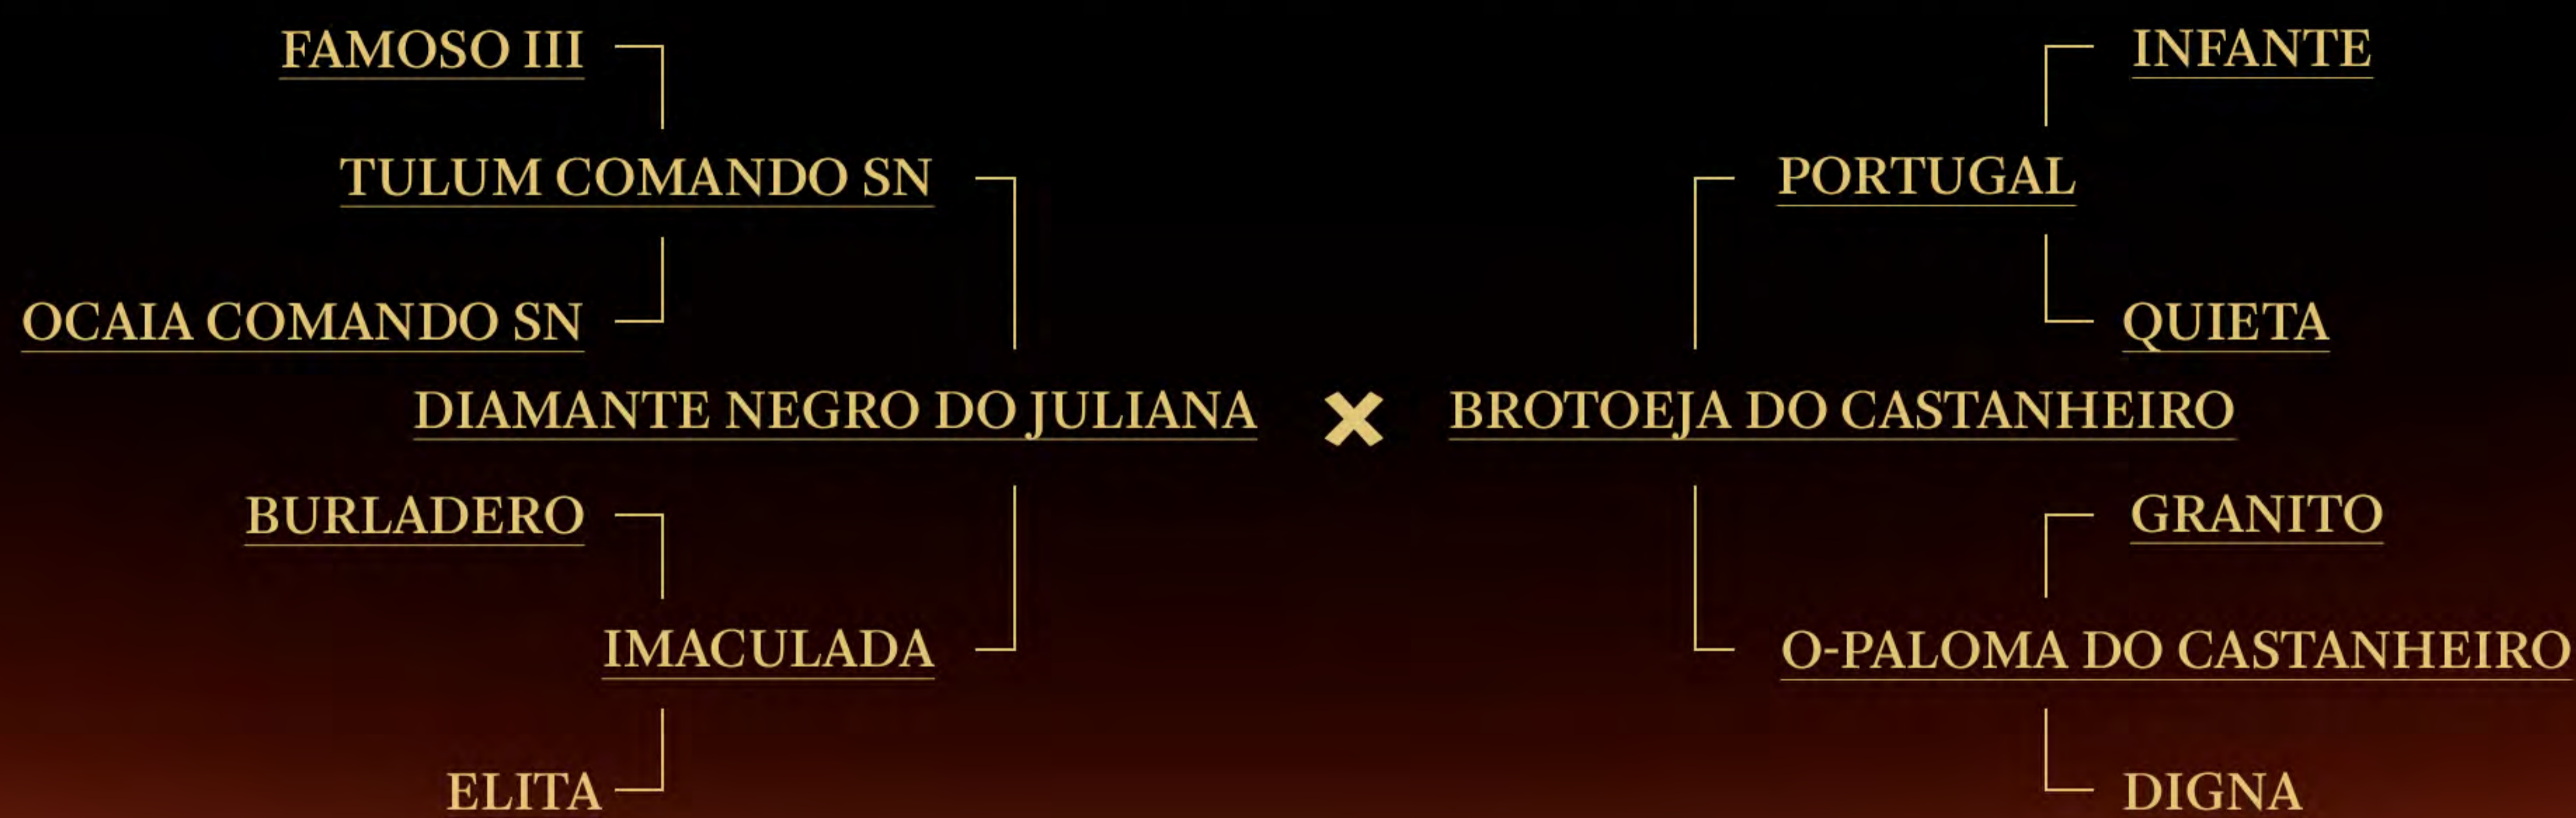 FAMOSO III
INFANTE
TULUM COMANDO SN
PORTUGAL
OCAIA COMANDO SN
QUIETA
DIAMANTE NEGRO DO JULIANA
BROTOEJA DO CASTANHEIRO
BURLADERO
GRANITO
IMACULADA
O-PALOMA DO CASTANHEIRO
ELITA
DIGNA